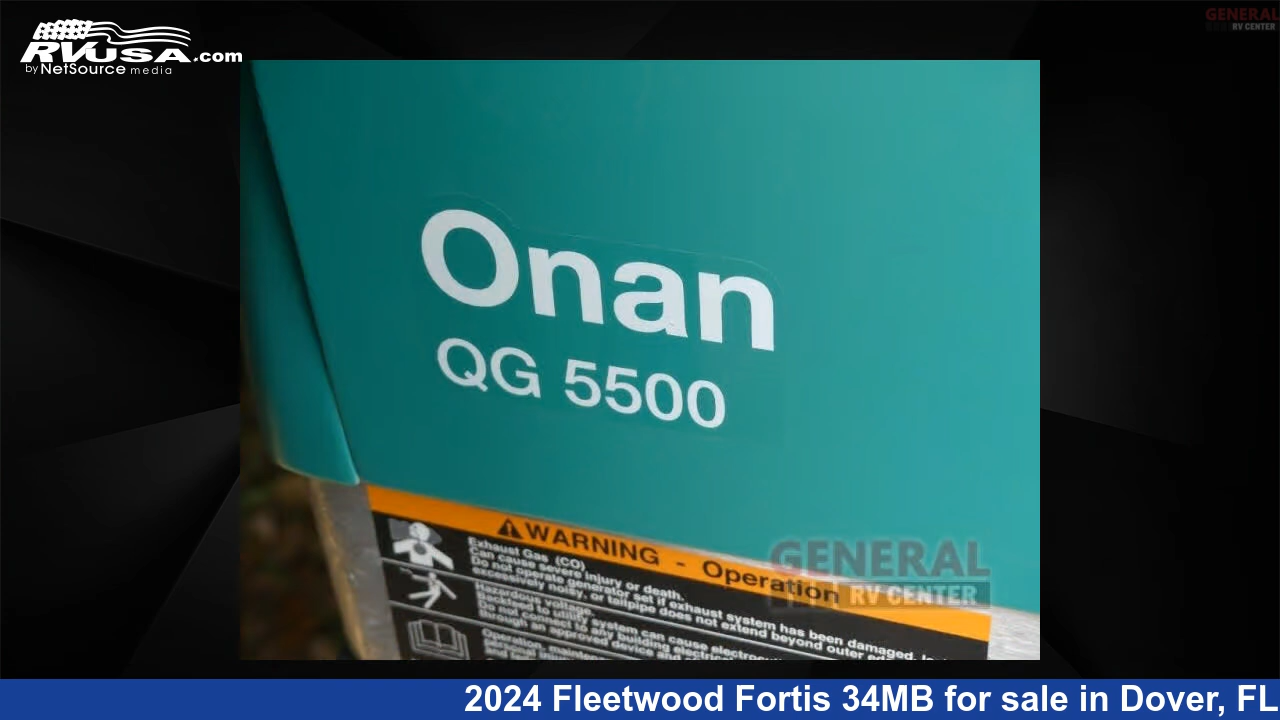 GENERAL
RV CENTER
RVUSA.com
by NetSource media
Onan
QG 5500
WARNING - Operation
Exhaust Gas (CO)
Can cause severe injury or death.
Do not operate generator set if exhaust system has been damaged, is
excessively noisy, or tailpipe does not extend beyond outer
Hazardous voltage.
Backfeed to utility system can cause
Do not connect to any building
through an approved device and
Operation,
personal
GENERAL
RV CENTER
2024 Fleetwood Fortis 34MB for sale in Dover, FL